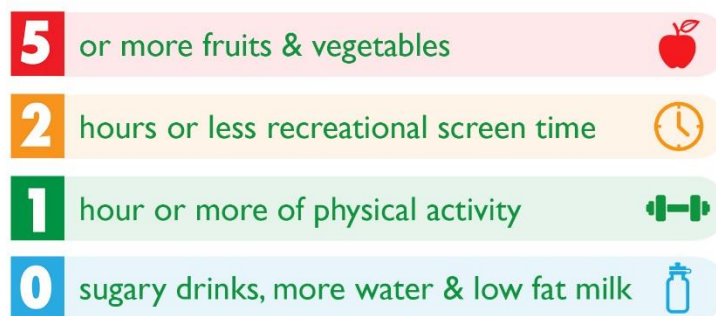 5 or more fruits & vegetables
2 hours or less recreational screen time
1 hour or more of physical activity
0 sugary drinks, more water & low fat milk